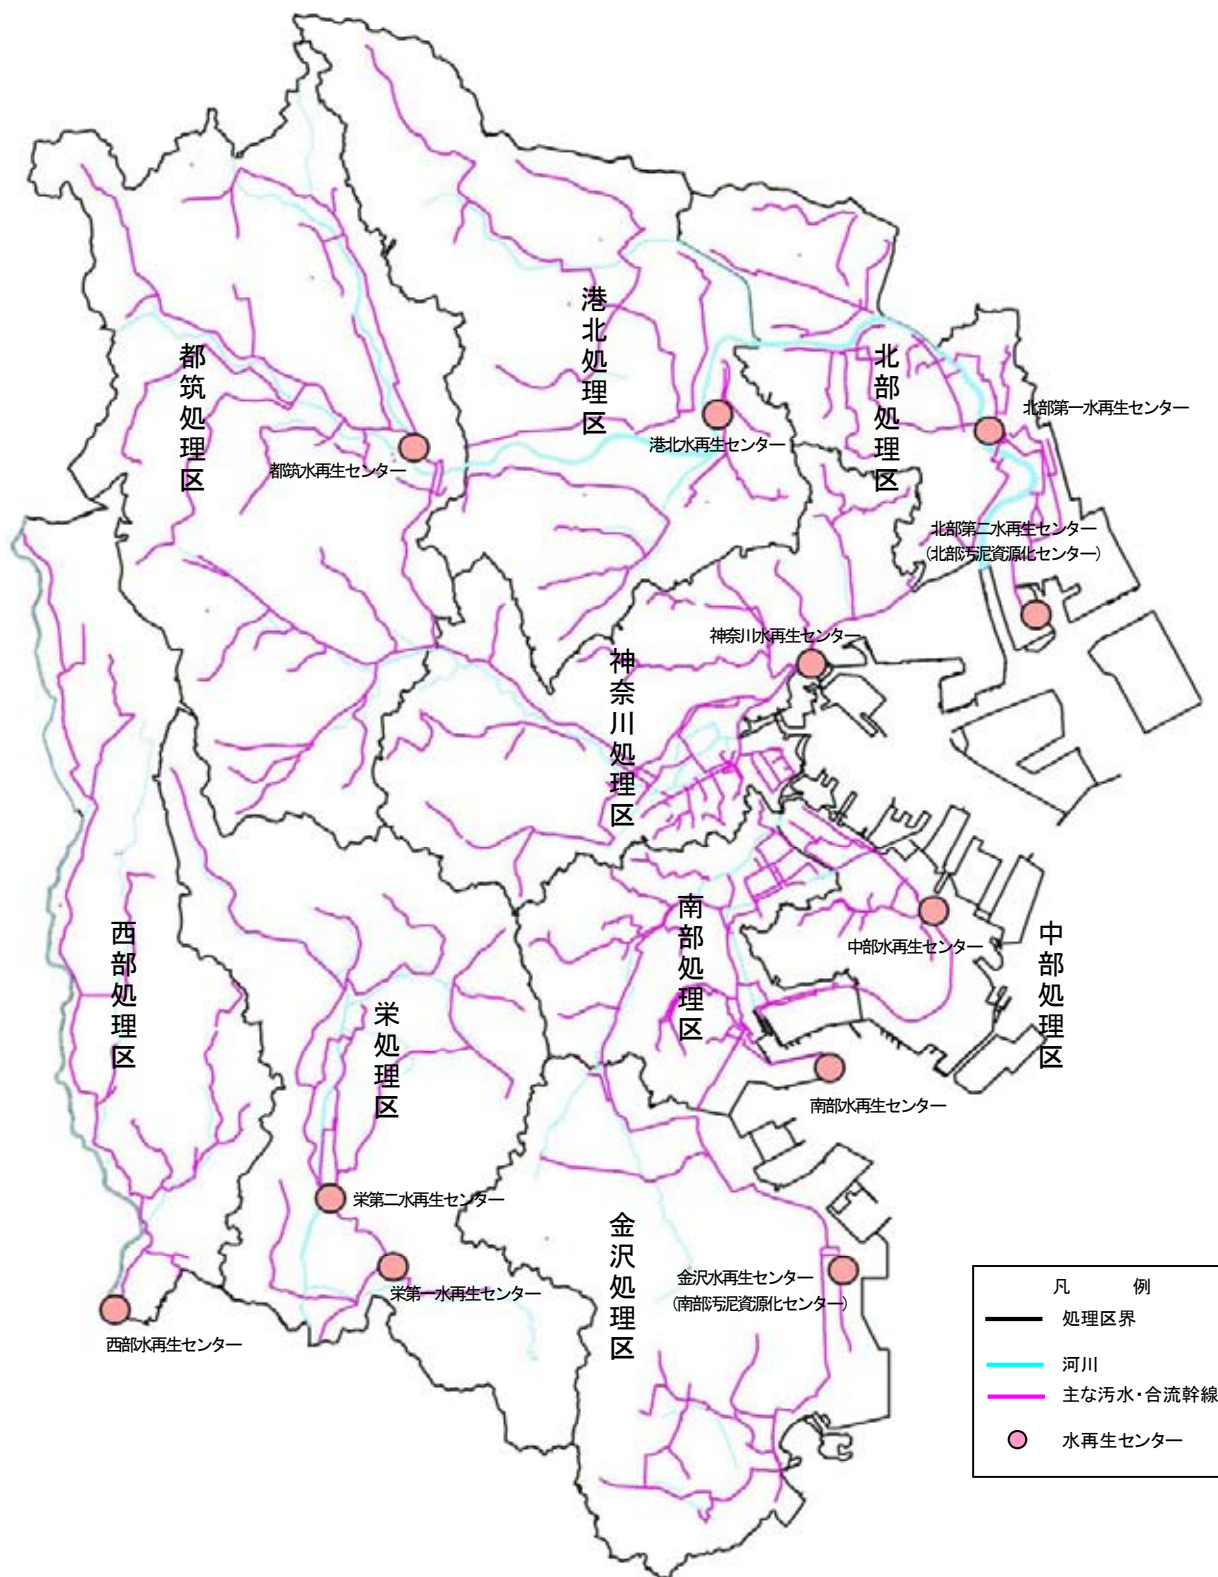 港北処理区
都筑処理区
北部処理区
北部第一水再生センター
港北水再生センター
都筑水再生センター
北部第二水再生センター
(北部汚泥資源化センター)
神奈川水再生センター
神奈川処理区
南部処理区
中部水再生センター
中部処理区
西部処理区
栄処理区
南部水再生センター
栄第二水再生センター
金沢処理区
金沢水再生センター
(南部汚泥資源化センター)
栄第一水再生センター
西部水再生センター
凡 例
処理区界
河川
主な汚水・合流幹線
水再生センター